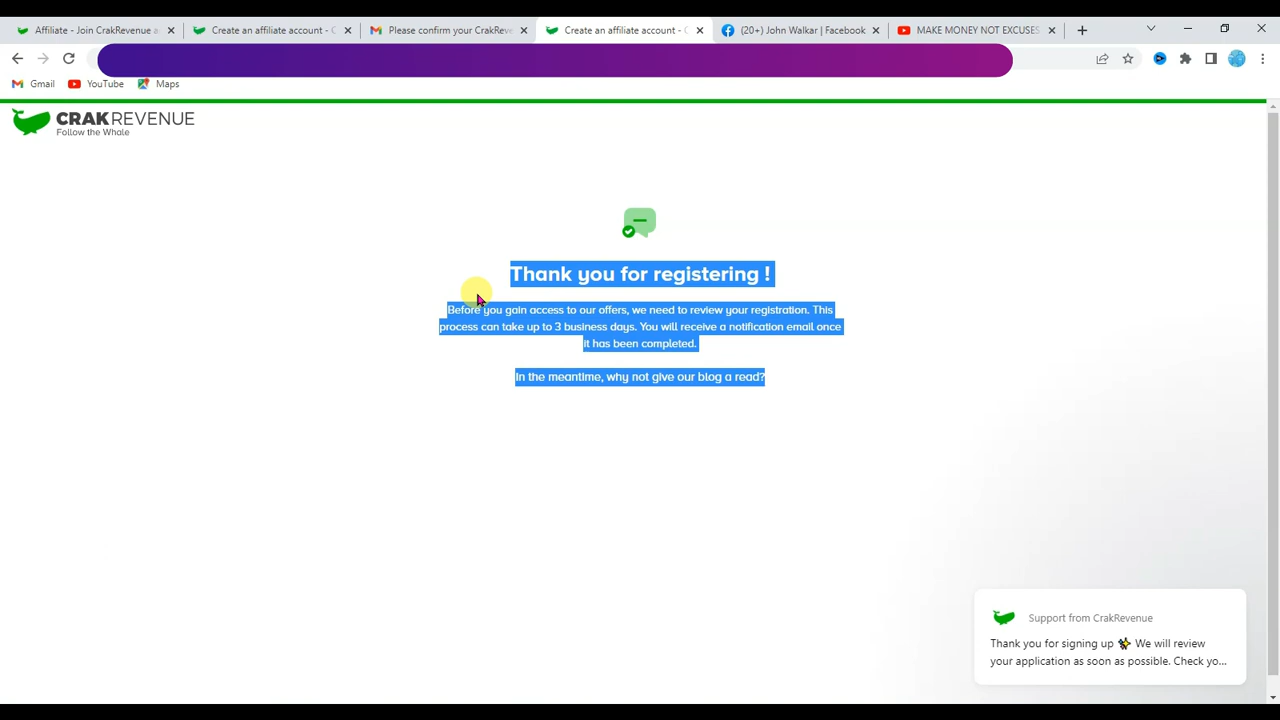 Affiliate - Join CrakRevenue a
Create an affiliate account - C
Please confirm your CrakReve
Create an affiliate account - C
(20+) John Walkar | Facebook
MAKE MONEY NOT EXCUSES
Gmail
YouTube
Maps
CRAKREVENUE
Follow the Whale
Thank you for registering !
Before you gain access to our offers, we need to review your registration. This
process can take up to 3 business days. You will receive a notification email once
it has been completed.
In the meantime, why not give our blog a read?
Support from CrakRevenue
Thank you for signing up ✨ We will review
your application as soon as possible. Check yo...